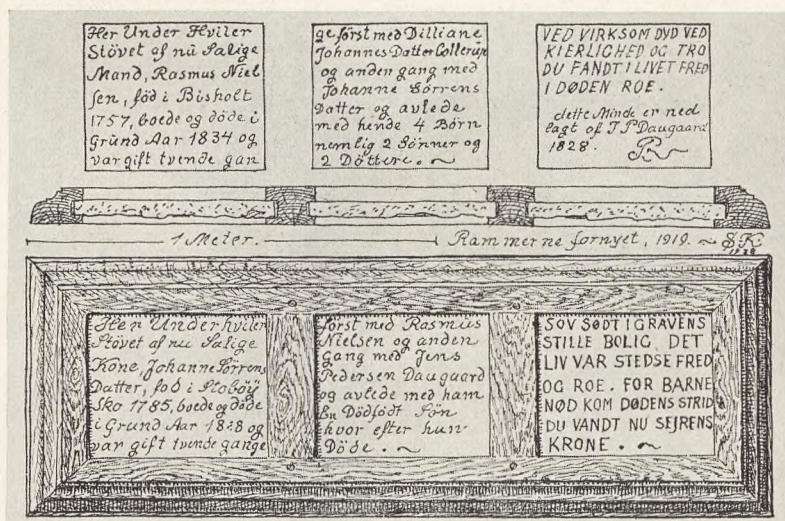 Her Under Hviler
Stövet af nu Salige
Mand, Rasmus Niel
sen, föd i Bisholt
1757, boede og döde i
Grund Aar 1834 og
var gift tvende gan
ge först med Dilliane
Johannes Datter Collerup
og anden gang med
Johanne Sörrens
Datter og avlede
med hende 4 Börn
nemlig 2 Sönner og
2 Döttere.
VED VIRKSOM DYD VED
KIERLIGHED OG TRO
DU FANDT I LIVET FRED
I DØDEN ROE.
dette Minde er ned
lagt af J P Daugaard
1828.
1 Meter.
Rammerne fornyet, 1919.
SK
Her Underhviler
Stövet af nu Salige
Kone, Johanne Sörrens
Datter, föd i
Sko 1785, boede og döde
i Grund Aar 1828 og
var gift tvende gange
först med Rasmus
Nielsen og anden
Gang med Jens
Pedersen Daugaard
og avlede med ham
En Dödfödt Sön
hvor efter hun
Döde.
SOV SØDT I GRAVENS
STILLE BOLIG. DET
LIV VAR STEDSE FRED
OG ROE. FOR BARNE
NØD KOM DØDENS STRID
DU VANDT NU SEJRENS
KRONE.